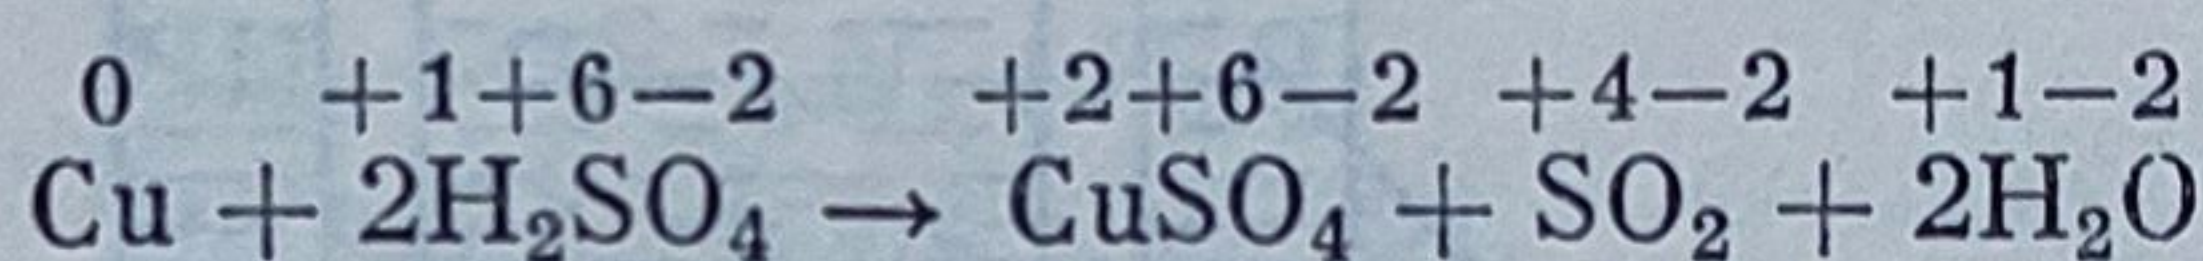 0 +1+6−2 +2+6−2 +4−2 +1−2
Cu + 2H₂SO₄ → CuSO₄ + SO₂ + 2H₂O